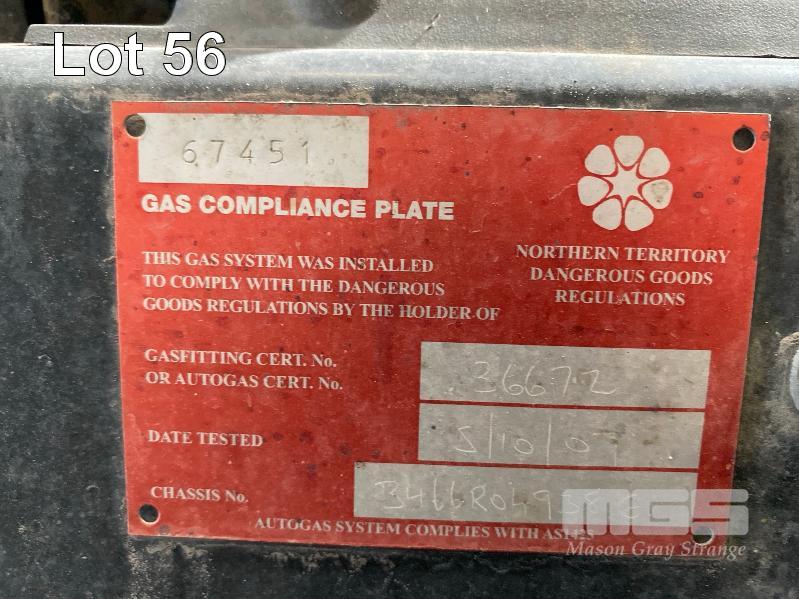 Lot 56
67451
GAS COMPLIANCE PLATE
THIS GAS SYSTEM WAS INSTALLED
TO COMPLY WITH THE DANGEROUS
GOODS REGULATIONS BY THE HOLDER OF
NORTHERN TERRITORY
DANGEROUS GOODS
REGULATIONS
GASFITTING CERT. No.
OR AUTOGAS CERT. No. 36672
DATE TESTED
CHASSIS No.
AUTOGAS SYSTEM COMPLIES WITH AS1425
MGS
Mason Gray Strange